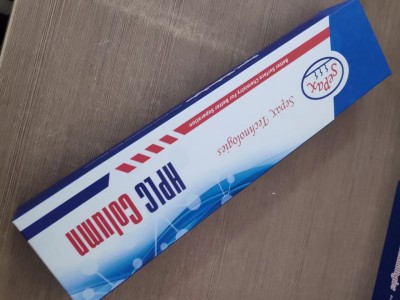 Sepax
Better Surface Chemistry For Better Separation
Sepax Technologies
HPLC Column